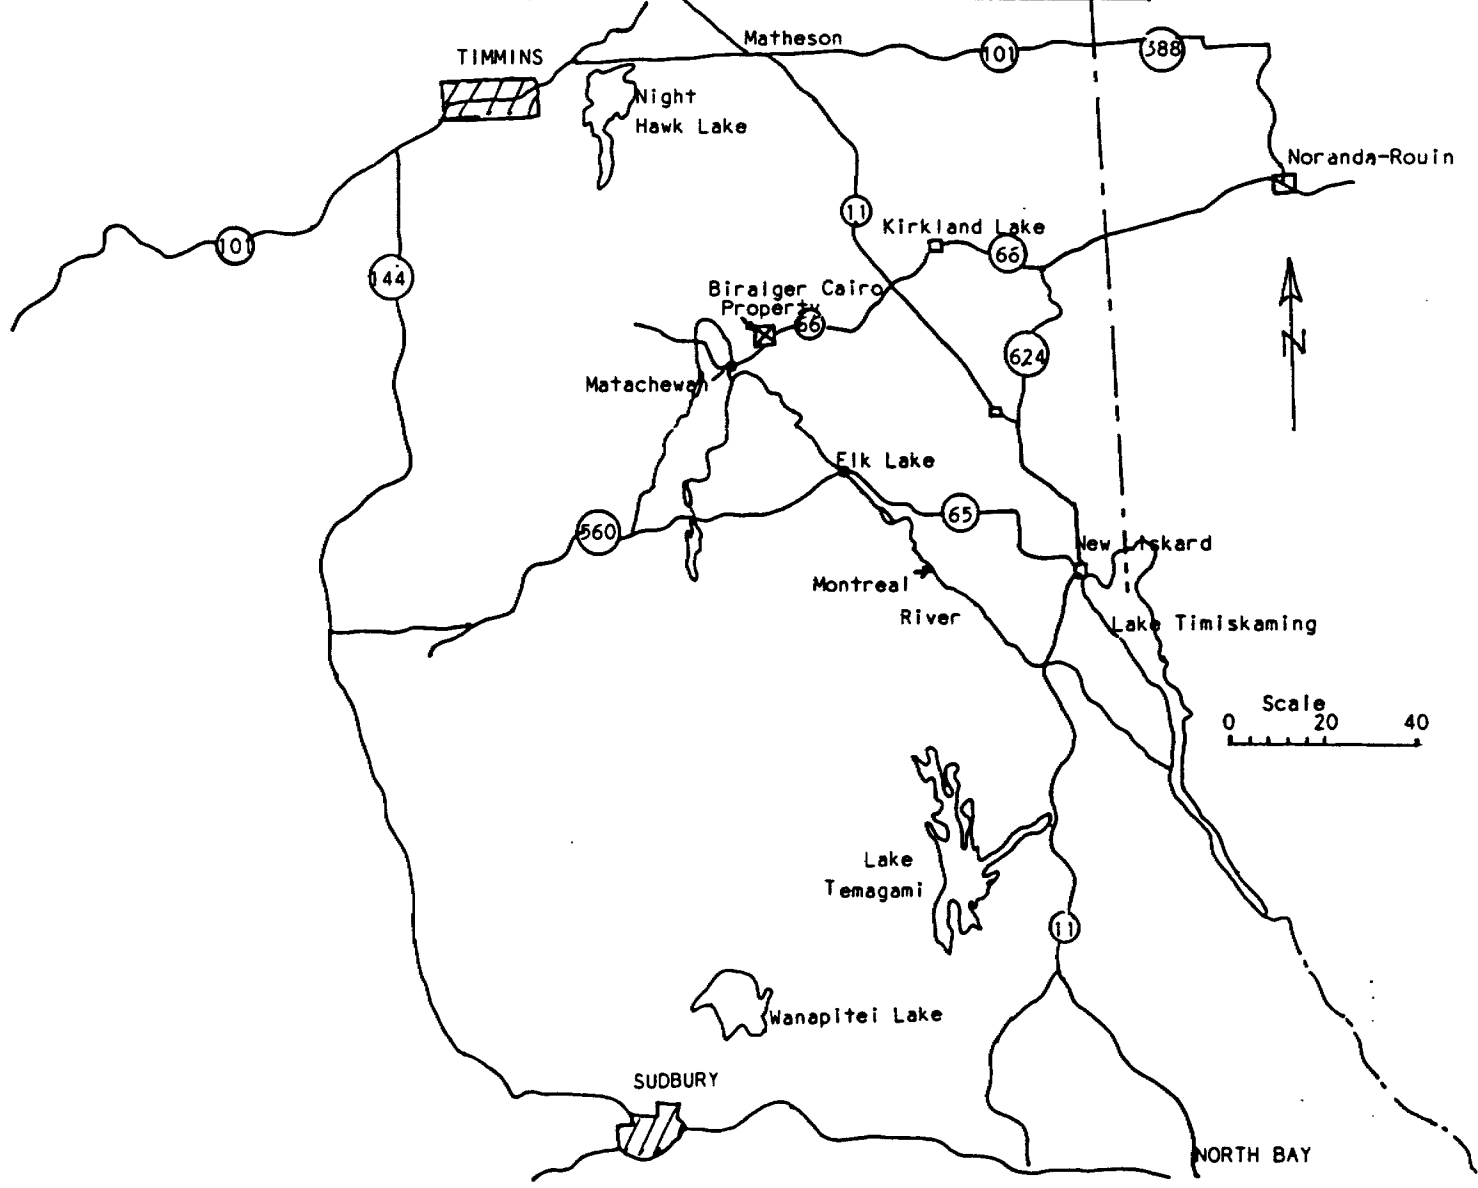 Matheson
TIMMINS
101
388
Night
Hawk Lake
Noranda-Rouin
11
Kirkland Lake
101
66
144
Biralger Cairo
Property
66
624
N
Matachewan
Elk Lake
560
65
New Liskard
Montreal
River
Lake Timiskaming
Scale
0 20 40
Lake
Temagami
11
Wanapitei Lake
SUDBURY
NORTH BAY